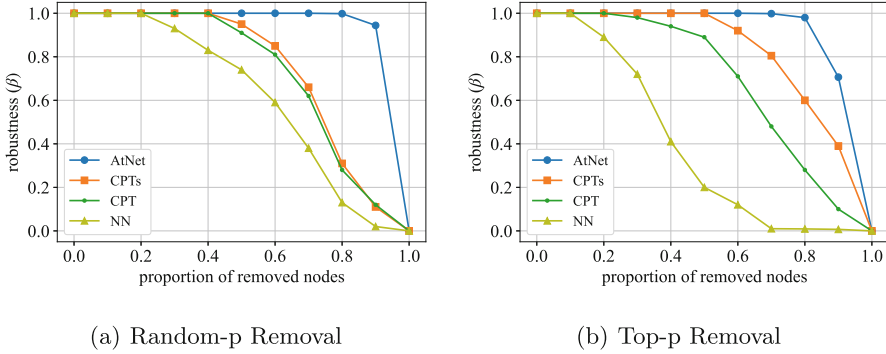 1.0
0.8
0.6
0.4
0.2
0.0
robustness (β)
AtNet
CPTs
CPT
NN
0.0 0.2 0.4 0.6 0.8 1.0
proportion of removed nodes
(a) Random-p Removal
1.0
0.8
0.6
0.4
0.2
0.0
robustness (β)
AtNet
CPTs
CPT
NN
0.0 0.2 0.4 0.6 0.8 1.0
proportion of removed nodes
(b) Top-p Removal